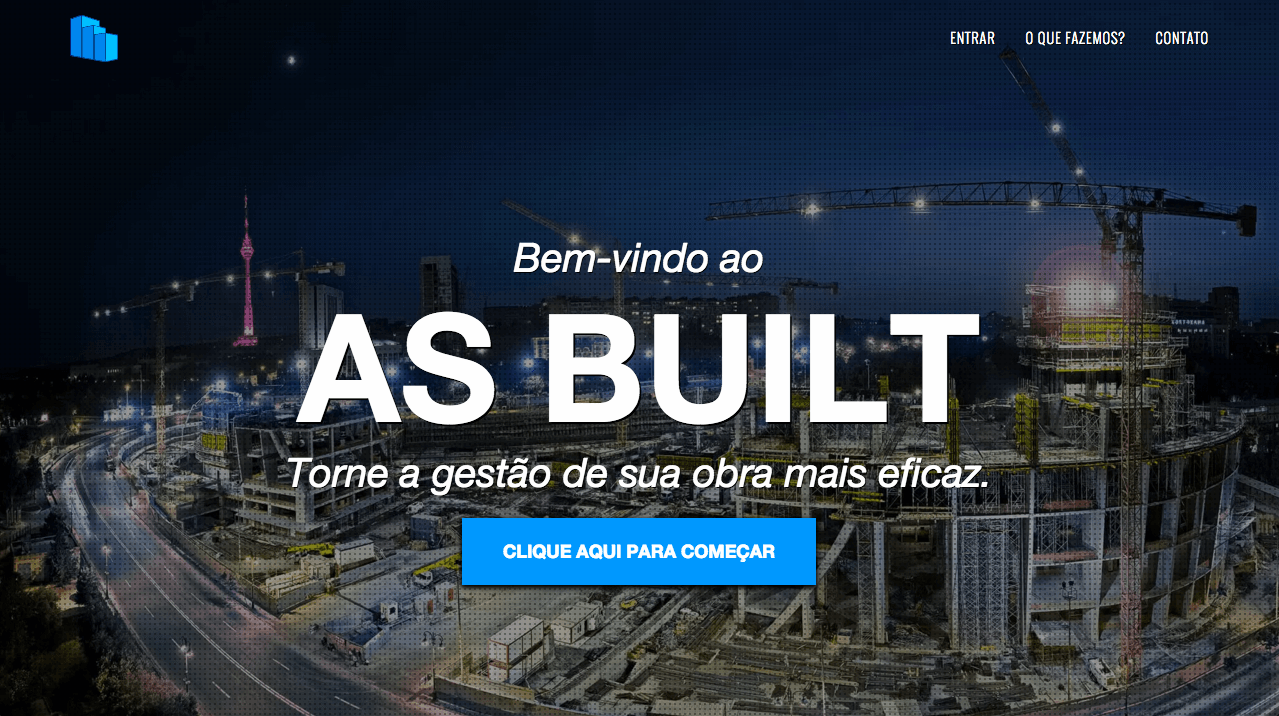 ENTRAR O QUE FAZEMOS? CONTATO
Bem-vindo ao
AS BUILT
Torne a gestão de sua obra mais eficaz.
CLIQUE AQUI PARA COMEÇAR